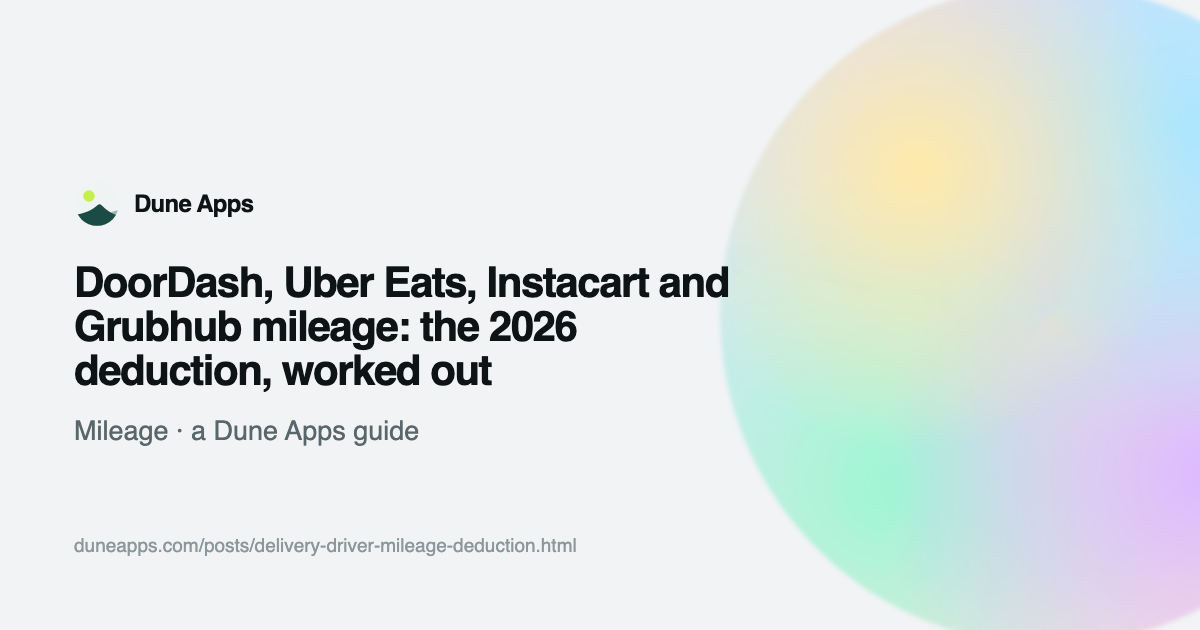 Dune Apps
DoorDash, Uber Eats, Instacart and
Grubhub mileage: the 2026
deduction, worked out
Mileage · a Dune Apps guide
duneapps.com/posts/delivery-driver-mileage-deduction.html